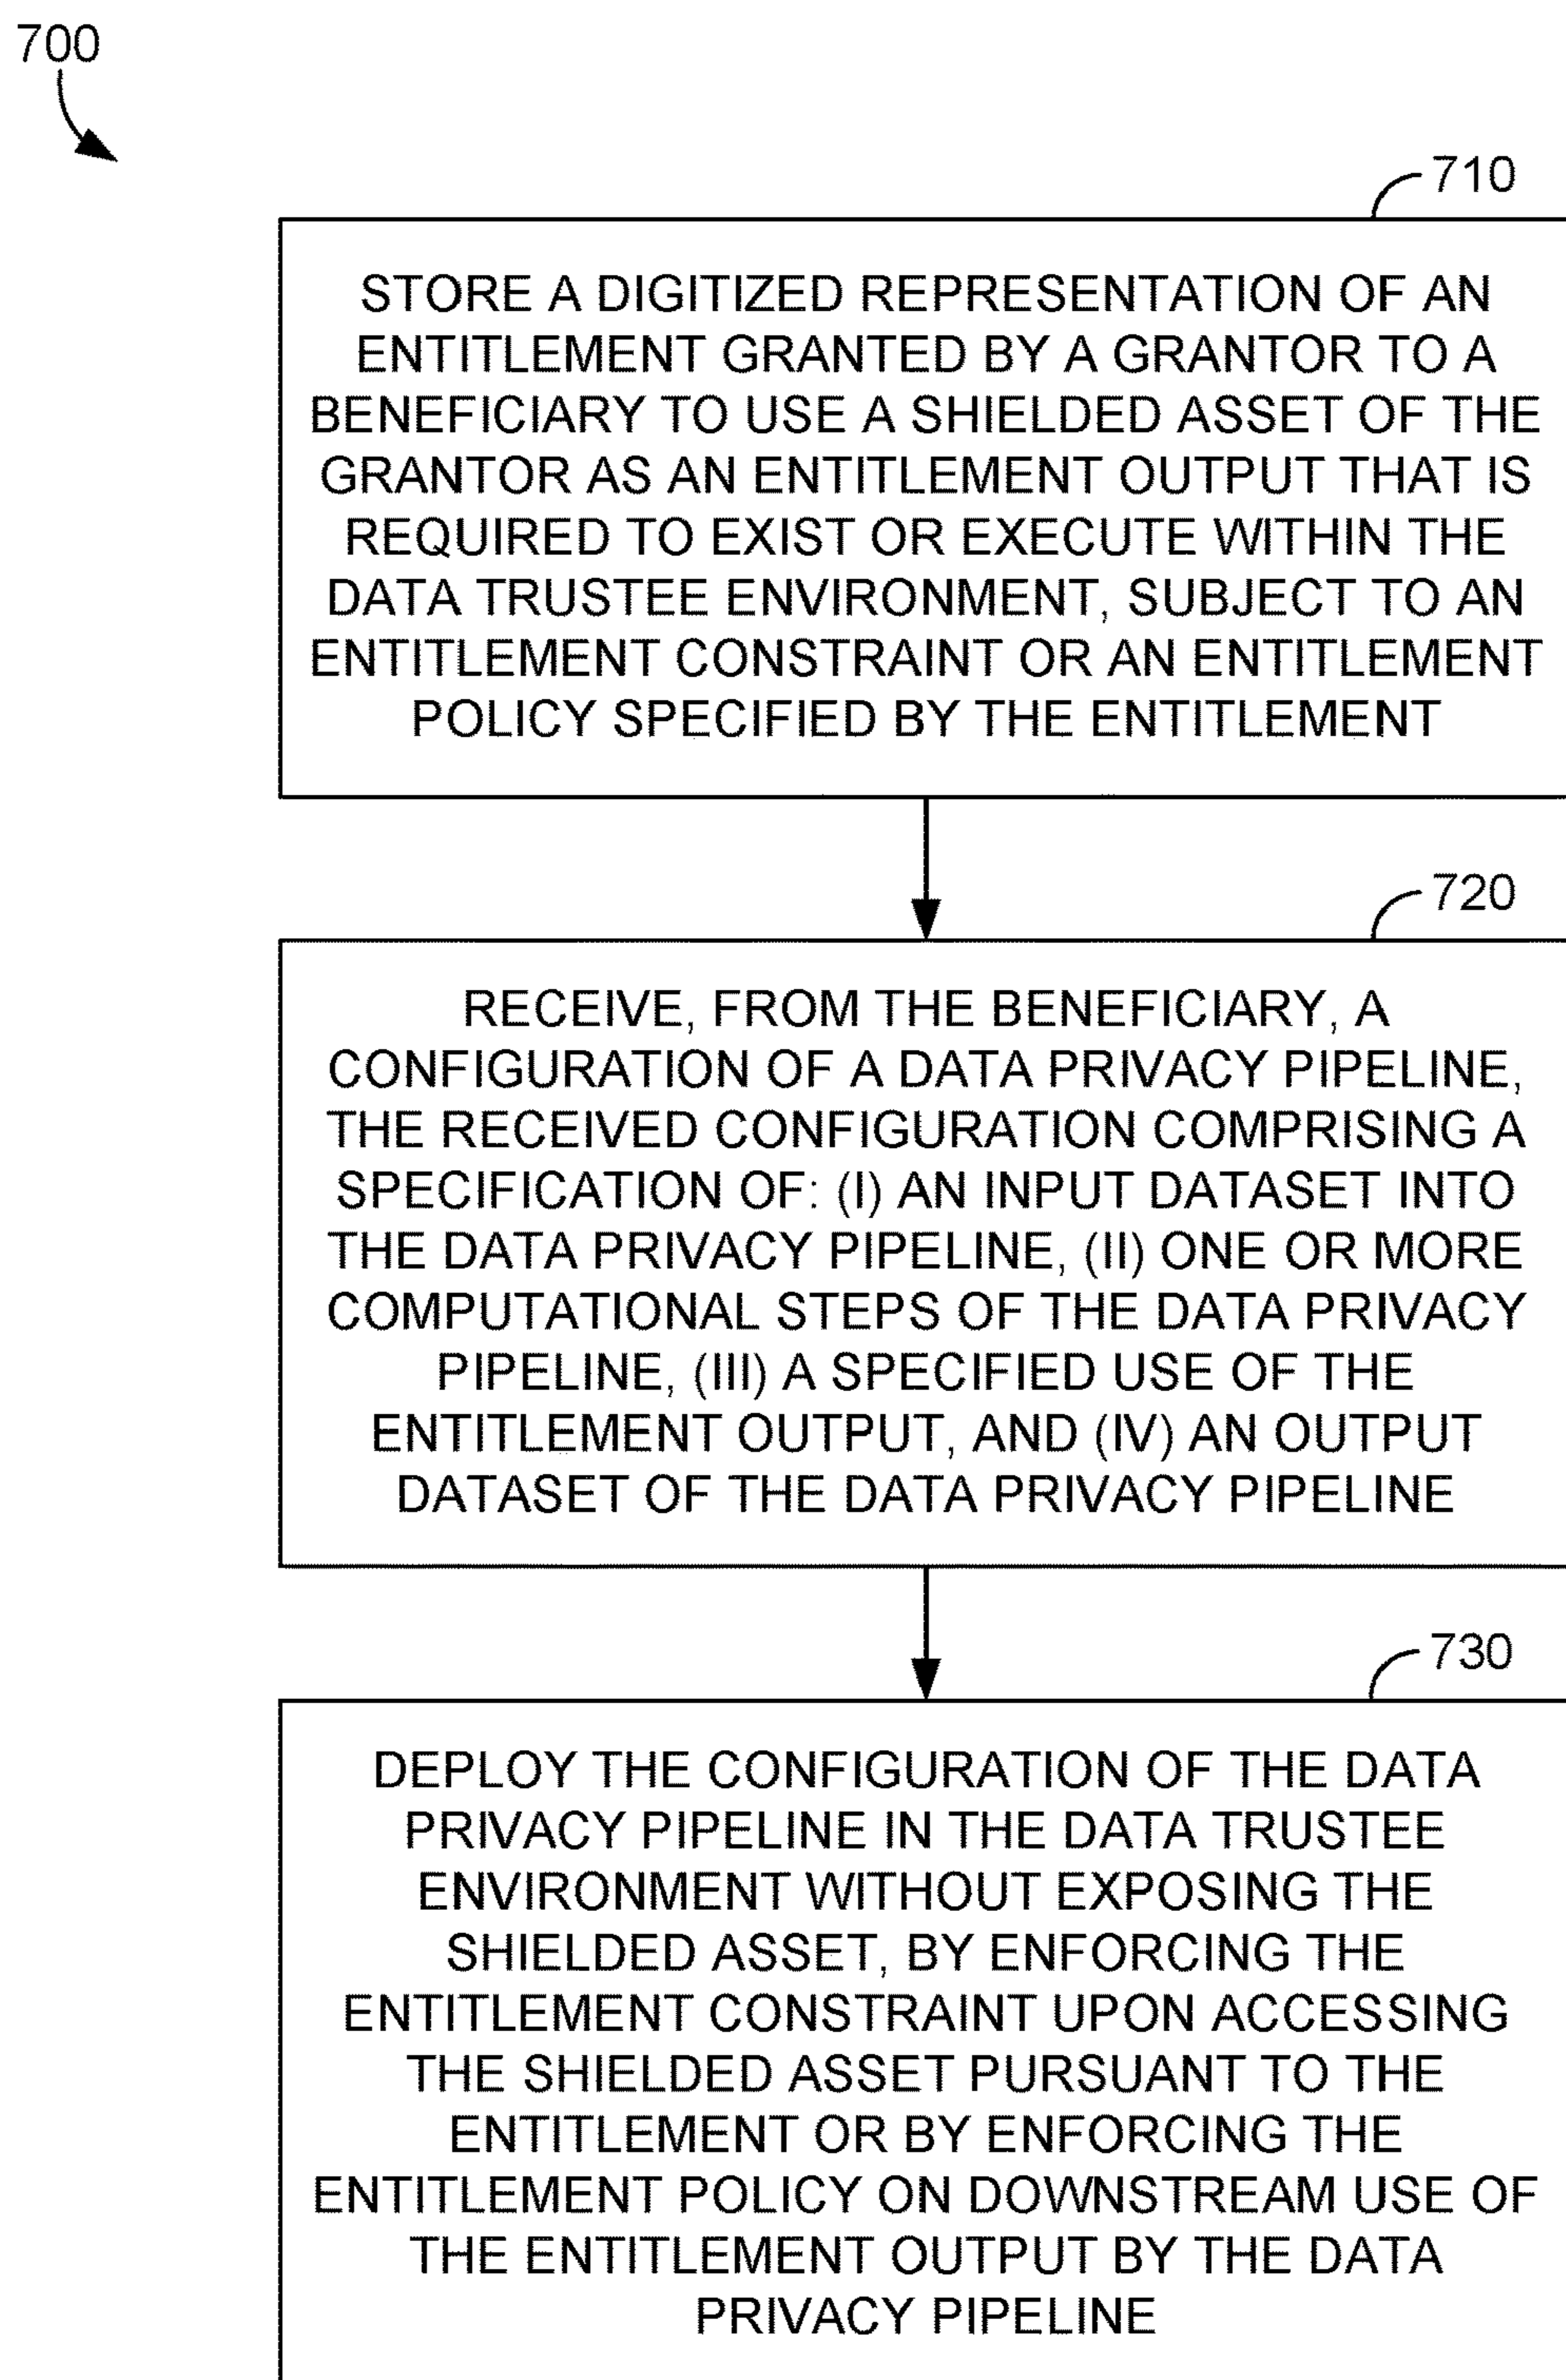 700
710
STORE A DIGITIZED REPRESENTATION OF AN
ENTITLEMENT GRANTED BY A GRANTOR TO A
BENEFICIARY TO USE A SHIELDED ASSET OF THE
GRANTOR AS AN ENTITLEMENT OUTPUT THAT IS
REQUIRED TO EXIST OR EXECUTE WITHIN THE
DATA TRUSTEE ENVIRONMENT, SUBJECT TO AN
ENTITLEMENT CONSTRAINT OR AN ENTITLEMENT
POLICY SPECIFIED BY THE ENTITLEMENT
720
RECEIVE, FROM THE BENEFICIARY, A
CONFIGURATION OF A DATA PRIVACY PIPELINE,
THE RECEIVED CONFIGURATION COMPRISING A
SPECIFICATION OF: (I) AN INPUT DATASET INTO
THE DATA PRIVACY PIPELINE, (II) ONE OR MORE
COMPUTATIONAL STEPS OF THE DATA PRIVACY
PIPELINE, (III) A SPECIFIED USE OF THE
ENTITLEMENT OUTPUT, AND (IV) AN OUTPUT
DATASET OF THE DATA PRIVACY PIPELINE
730
DEPLOY THE CONFIGURATION OF THE DATA
PRIVACY PIPELINE IN THE DATA TRUSTEE
ENVIRONMENT WITHOUT EXPOSING THE
SHIELDED ASSET, BY ENFORCING THE
ENTITLEMENT CONSTRAINT UPON ACCESSING
THE SHIELDED ASSET PURSUANT TO THE
ENTITLEMENT OR BY ENFORCING THE
ENTITLEMENT POLICY ON DOWNSTREAM USE OF
THE ENTITLEMENT OUTPUT BY THE DATA
PRIVACY PIPELINE